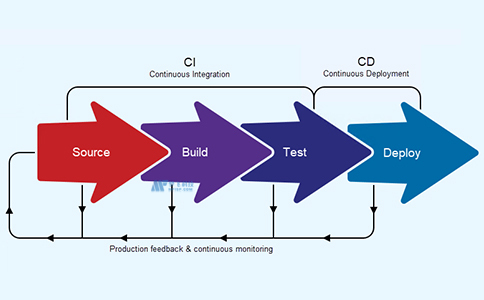 CI
Continuous Integration
CD
Continuous Deployment
Source
Build
Test
Deploy
Production feedback & continuous monitoring